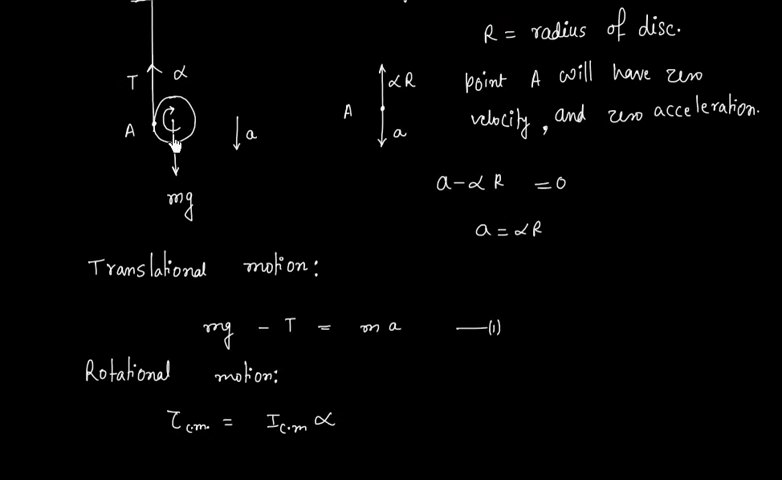 R = radius of disc.
T α
αR
point A will have zero
A
a
A
a
velocity, and zero acceleration.
mg
a - αR = 0
a = αR
Translational motion:
mg - T = ma —(1)
Rotational motion:
τc.m. = Ic.m α